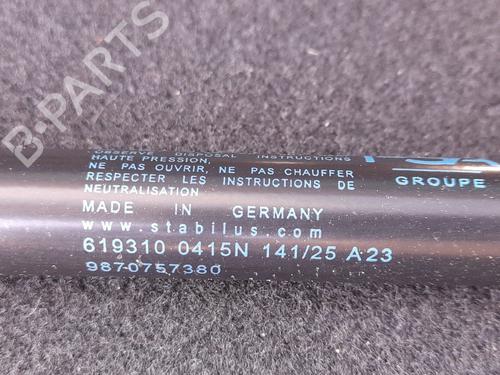 OBSERVE DISPOSAL INSTRUCTIONS
HAUTE PRESSION,
NE PAS OUVRIR, NE PAS CHAUFFER
RESPECTER LES INSTRUCTIONS DE
NEUTRALISATION
MADE IN GERMANY
www.stabilus.com
619310 0415N 141/25 A23
9870757380
GROUPE
B-PARTS